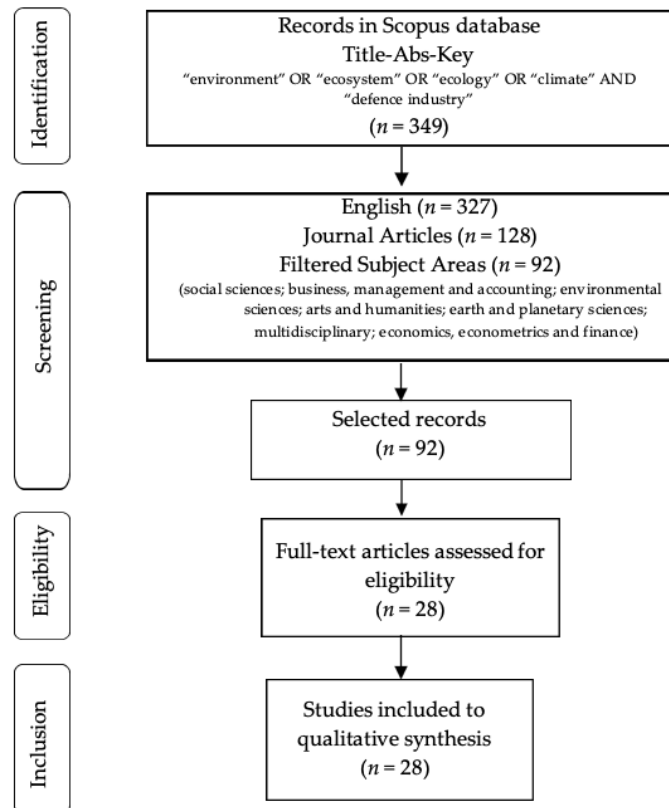 Identification
Records in Scopus database
Title-Abs-Key
“environment” OR “ecosystem” OR “ecology” OR “climate” AND
“defence industry”
(n = 349)
Screening
English (n = 327)
Journal Articles (n = 128)
Filtered Subject Areas (n = 92)
(social sciences; business, management and accounting; environmental
sciences; arts and humanities; earth and planetary sciences;
multidisciplinary; economics, econometrics and finance)
Selected records
(n = 92)
Eligibility
Full-text articles assessed for
eligibility
(n = 28)
Inclusion
Studies included to
qualitative synthesis
(n = 28)